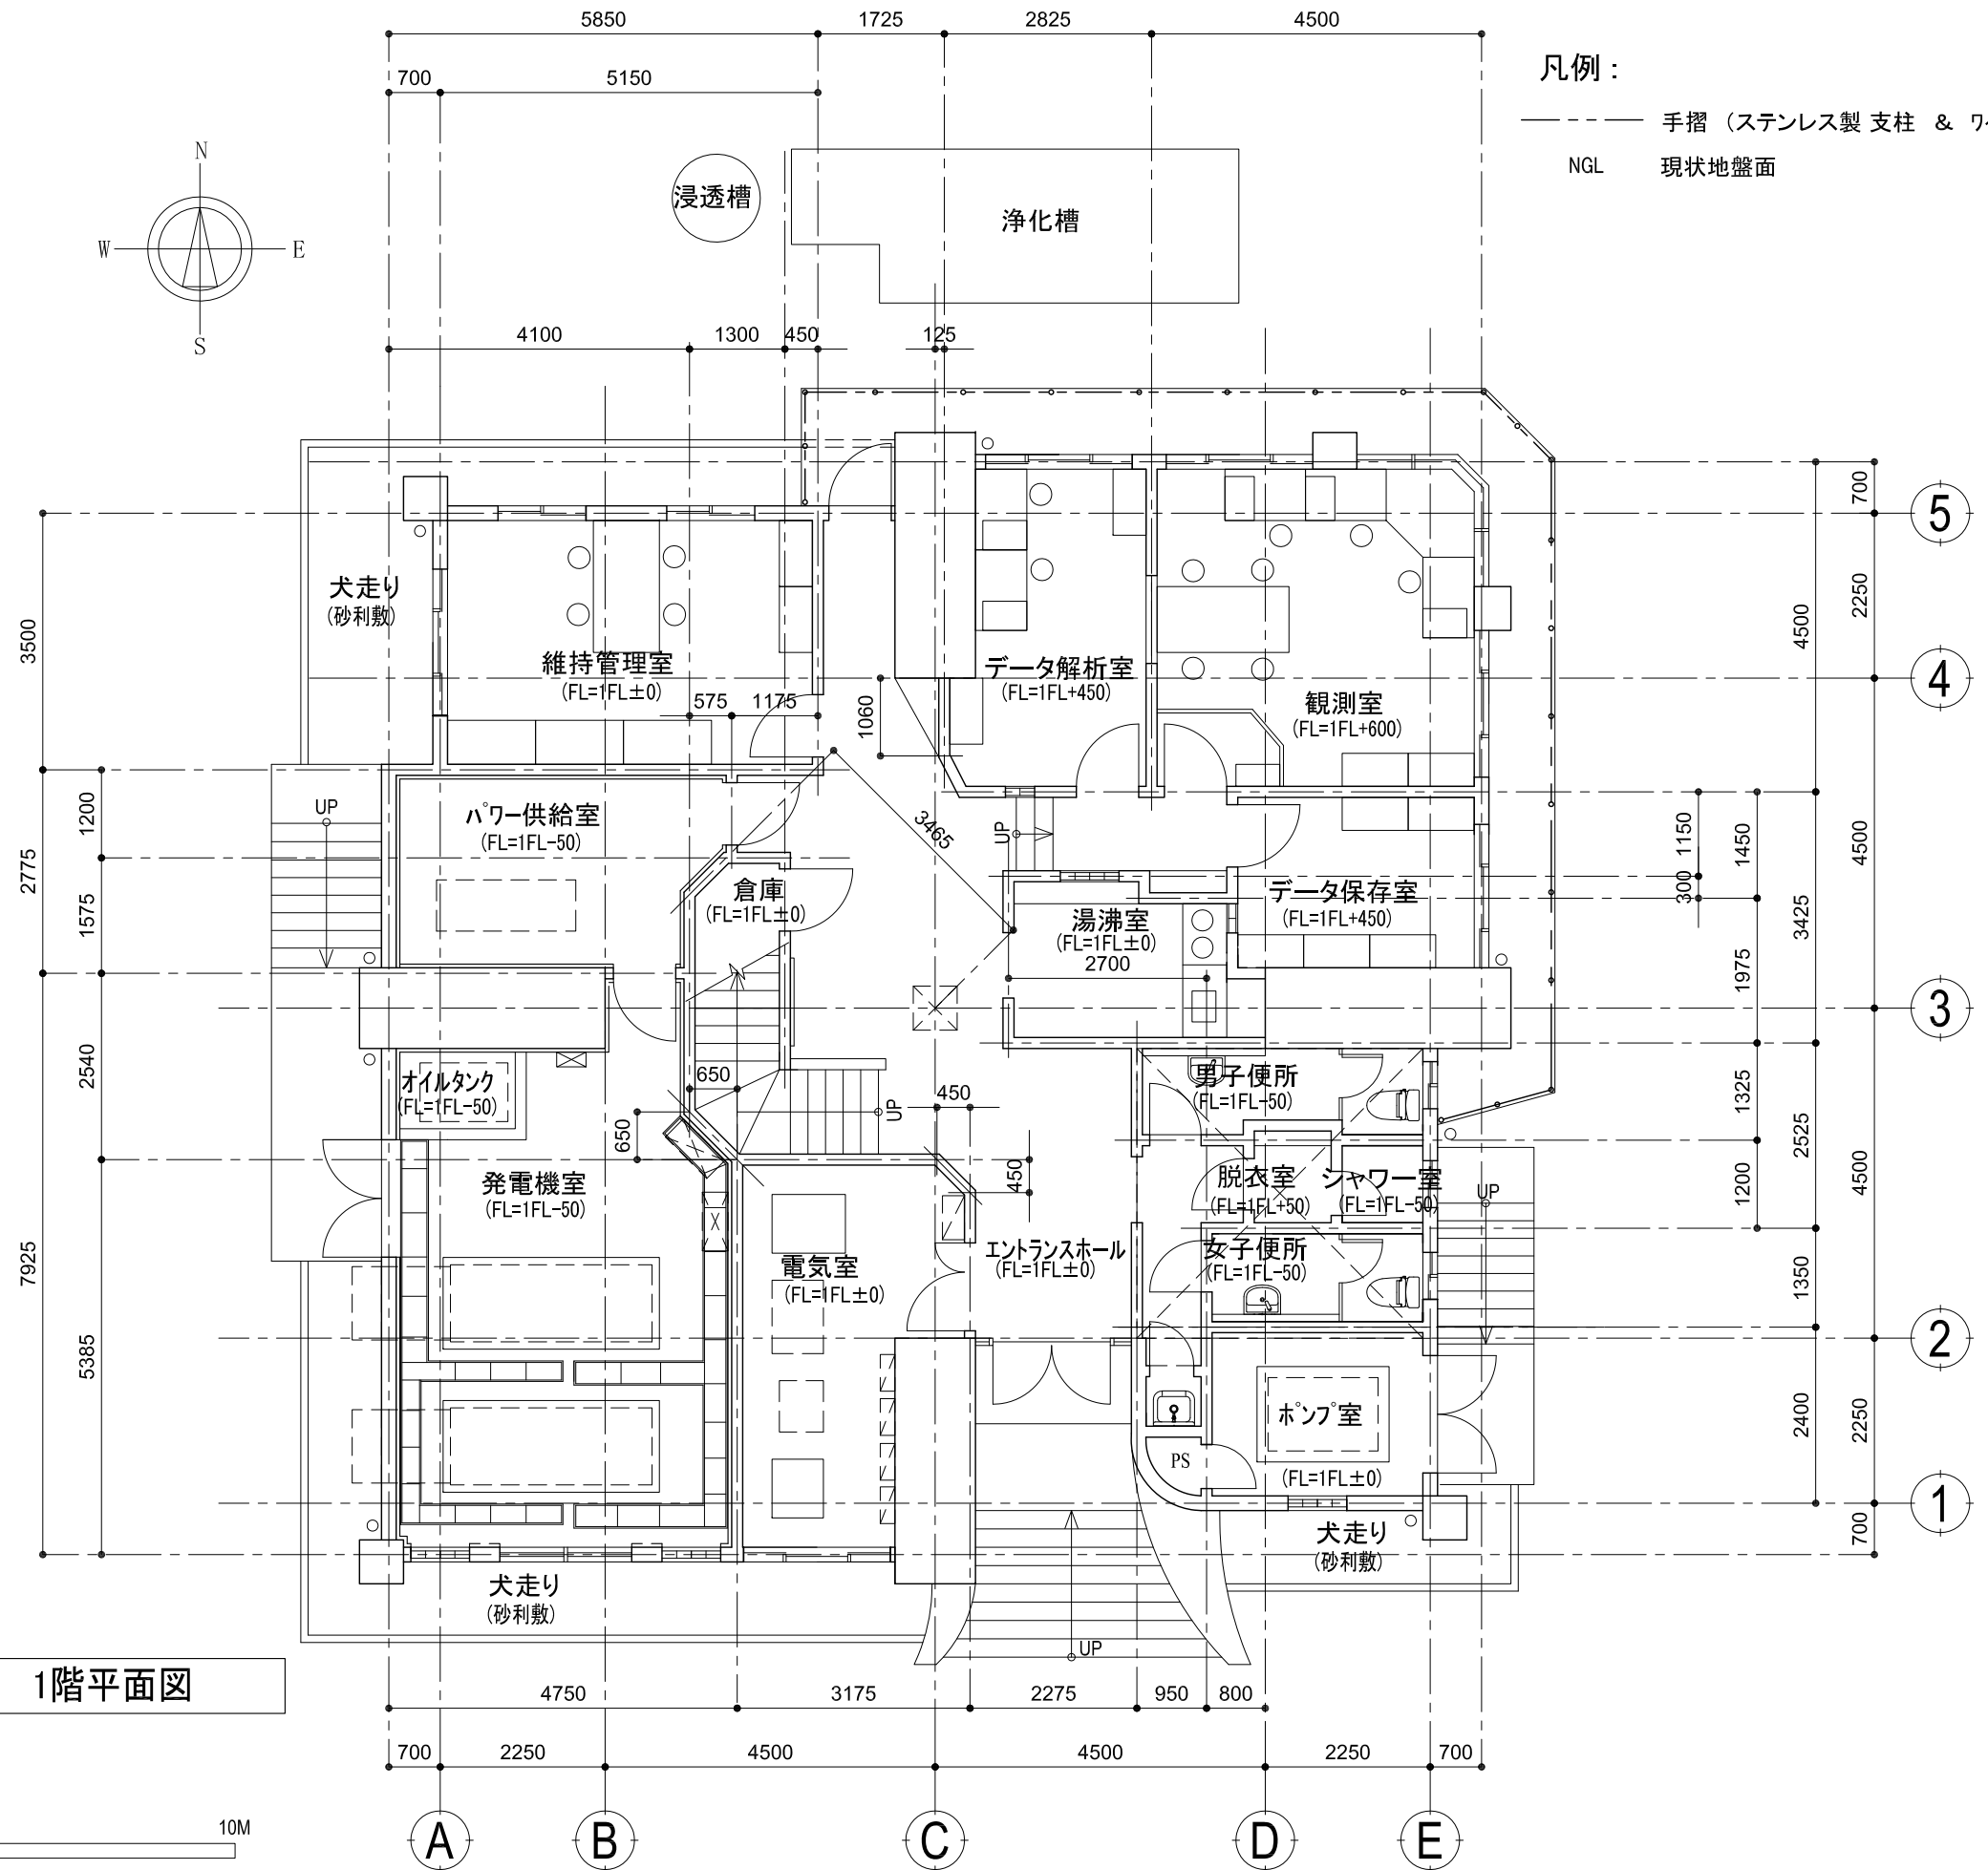 5850 1725 2825 4500
700 5150
凡例：
手摺 （ステンレス製 支柱 ＆
NGL 現状地盤面
N
W E
S
浸透槽
浄化槽
4100 1300 450 125
5
4
3
2
1
700
2250
4500
4500
2250
700
4500
3425
2525
1350
2400
1450
1975
1325
1200
1150
300
3500
2775
7925
1200
1575
2540
5385
犬走り
(砂利敷)
維持管理室
(FL=1FL±0)
575 1175
1060
データ解析室
(FL=1FL+450)
観測室
(FL=1FL+600)
UP
パワー供給室
(FL=1FL-50)
3465
UP
倉庫
(FL=1FL±0)
湯沸室
(FL=1FL±0)
2700
データ保存室
(FL=1FL+450)
オイルタンク
(FL=1FL-50)
650
650
UP
450
450
男子便所
(FL=1FL-50)
脱衣室
(FL=1FL+50)
シャワー室
(FL=1FL-50)
UP
発電機室
(FL=1FL-50)
電気室
(FL=1FL±0)
エントランスホール
(FL=1FL±0)
女子便所
(FL=1FL-50)
ポンプ室
(FL=1FL±0)
PS
犬走り
(砂利敷)
犬走り
(砂利敷)
UP
1階平面図
4750 3175 2275 950 800
700 2250 4500 4500 2250 700
10M
A B C D E